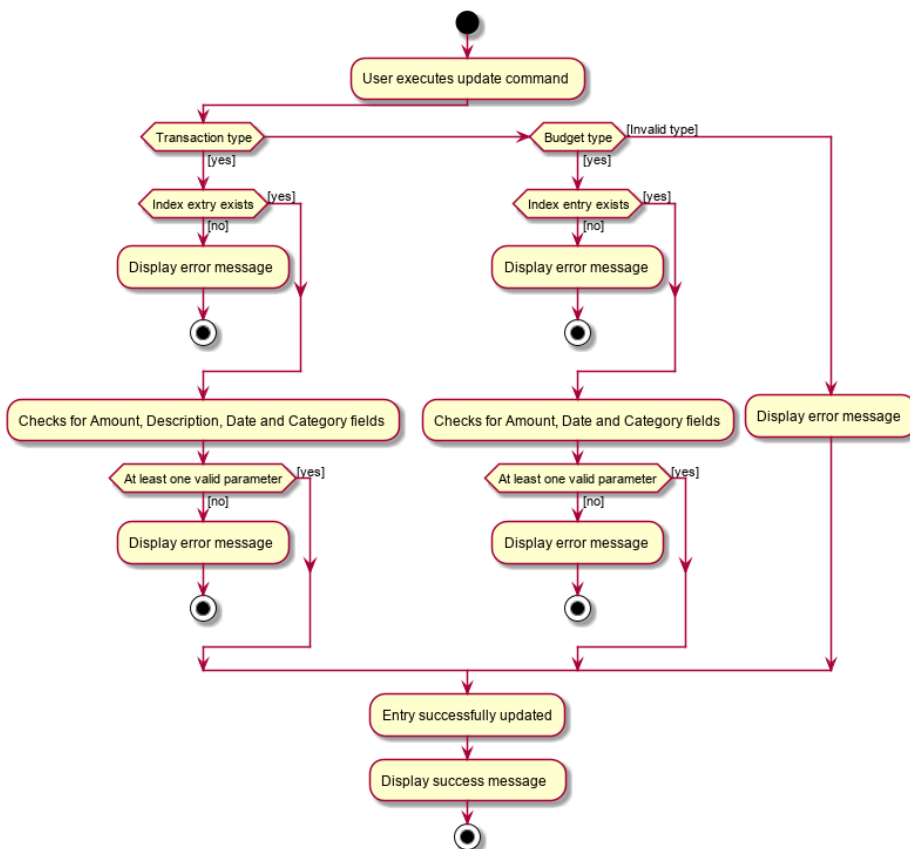 User executes update command
Transaction type
Budget type
[Invalid type]
[yes]
[yes]
Index extry exists
[yes]
Index entry exists
[yes]
[no]
[no]
Display error message
Display error message
Checks for Amount, Description, Date and Category fields
Checks for Amount, Date and Category fields
Display error message
At least one valid parameter
[yes]
At least one valid parameter
[yes]
[no]
[no]
Display error message
Display error message
Entry successfully updated
Display success message